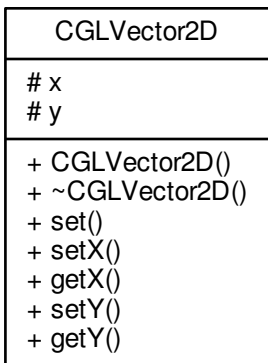 CGLVector2D
# x
# y
+ CGLVector2D()
+ ~CGLVector2D()
+ set()
+ setX()
+ getX()
+ setY()
+ getY()